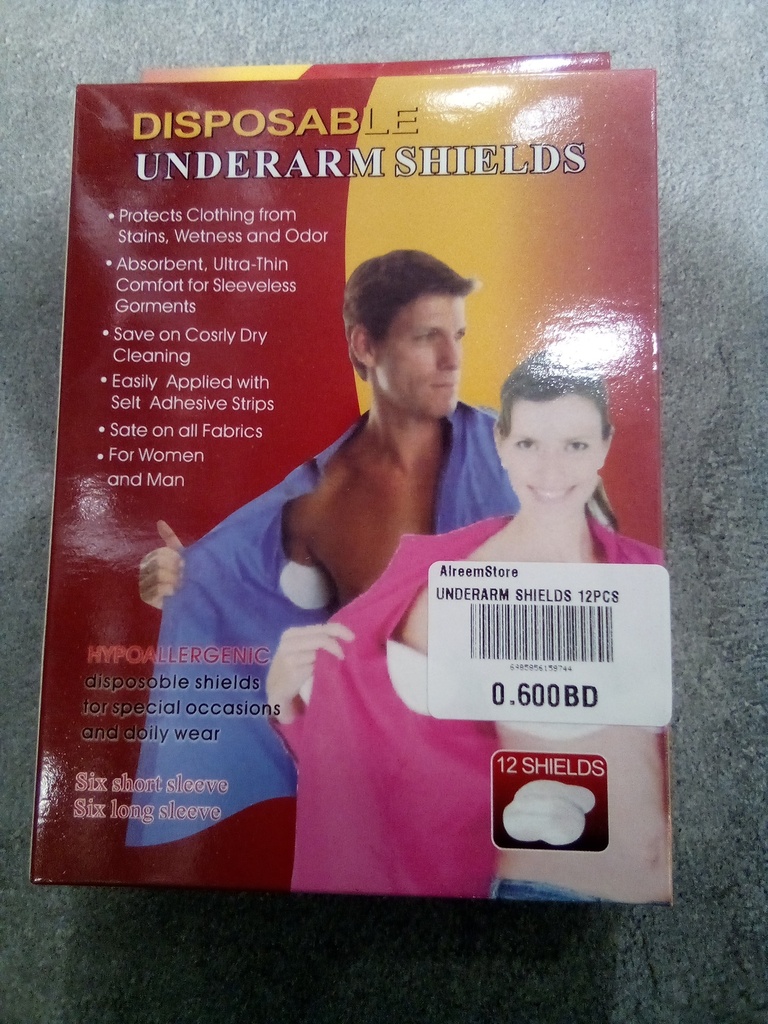 DISPOSABLE
UNDERARM SHIELDS
• Protects Clothing from
Stains, Wetness and Odor
• Absorbent, Ultra-Thin
Comfort for Sleeveless
Gorments
• Save on Cosrly Dry
Cleaning
• Easily Applied with
Selt Adhesive Strips
• Sate on all Fabrics
• For Women
and Man
HYPOALLERGENIC
disposoble shields
for special occasions
and doily wear
Six short sleeve
Six long sleeve
AlreemStore
UNDERARM SHIELDS 12PCS
0.600BD
12 SHIELDS